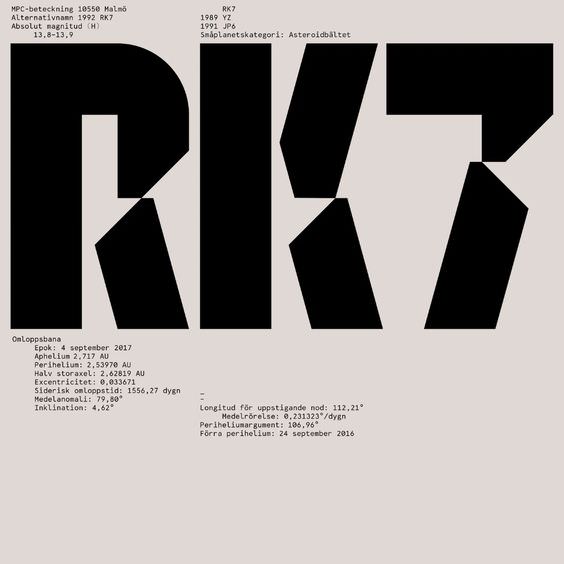 MPC-beteckning 10550 Malmö
Alternativnamn 1992 RK7
Absolut magnitud (H)
13,8–13,9
RK7
1989 YZ
1991 JP6
Småplanetskategori: Asteroidbältet
RK7
Omloppsbana
Epok: 4 september 2017
Aphelium 2,717 AU
Perihelium: 2,53970 AU
Halv storaxel: 2,62819 AU
Excentricitet: 0,033671
Siderisk omloppstid: 1556,27 dygn
Medelanomali: 79,80°
Inklination: 4,62°
_
–
Longitud för uppstigande nod: 112,21°
Medelrörelse: 0,231323°/dygn
Periheliumargument: 106,96°
Förra perihelium: 24 september 2016